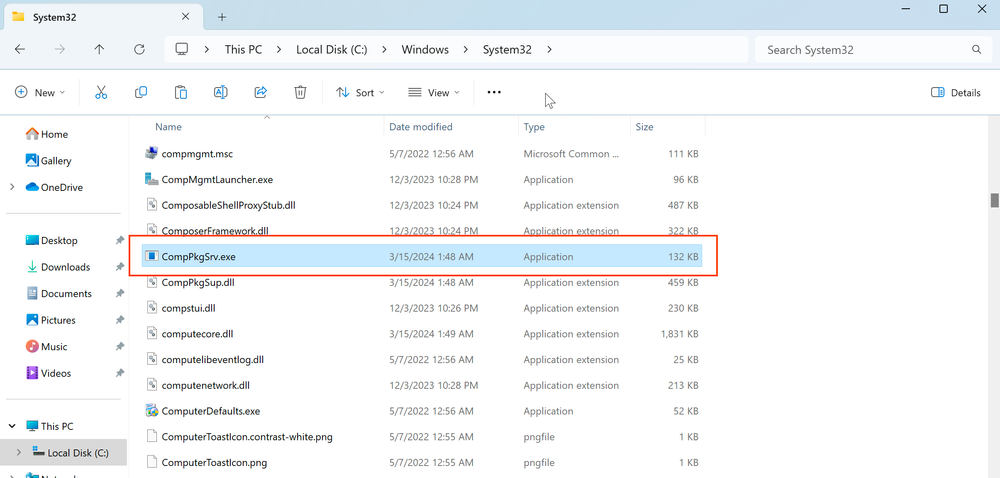 System32
This PC > Local Disk (C:) > Windows > System32 >
Search System32
New
Sort
View
Details
Home
Gallery
OneDrive
Desktop
Downloads
Documents
Pictures
Music
Videos
This PC
Local Disk (C:)
Name Date modified Type Size
compmgmt.msc 5/7/2022 12:56 AM Microsoft Common ... 111 KB
CompMgmtLauncher.exe 12/3/2023 10:28 PM Application 96 KB
ComposableShellProxyStub.dll 12/3/2023 10:24 PM Application extension 487 KB
ComposerFramework.dll 12/3/2023 10:24 PM Application extension 322 KB
CompPkgSrv.exe 3/15/2024 1:48 AM Application 132 KB
CompPkgSup.dll 3/15/2024 1:48 AM Application extension 459 KB
compstui.dll 12/3/2023 10:26 PM Application extension 230 KB
computecore.dll 3/15/2024 1:49 AM Application extension 1,831 KB
computelibeventlog.dll 5/7/2022 12:56 AM Application extension 25 KB
computenetwork.dll 12/3/2023 10:28 PM Application extension 213 KB
ComputerDefaults.exe 5/7/2022 12:56 AM Application 52 KB
ComputerToastIcon.contrast-white.png 5/7/2022 12:55 AM pngfile 1 KB
ComputerToastIcon.png 5/7/2022 12:55 AM pngfile 1 KB